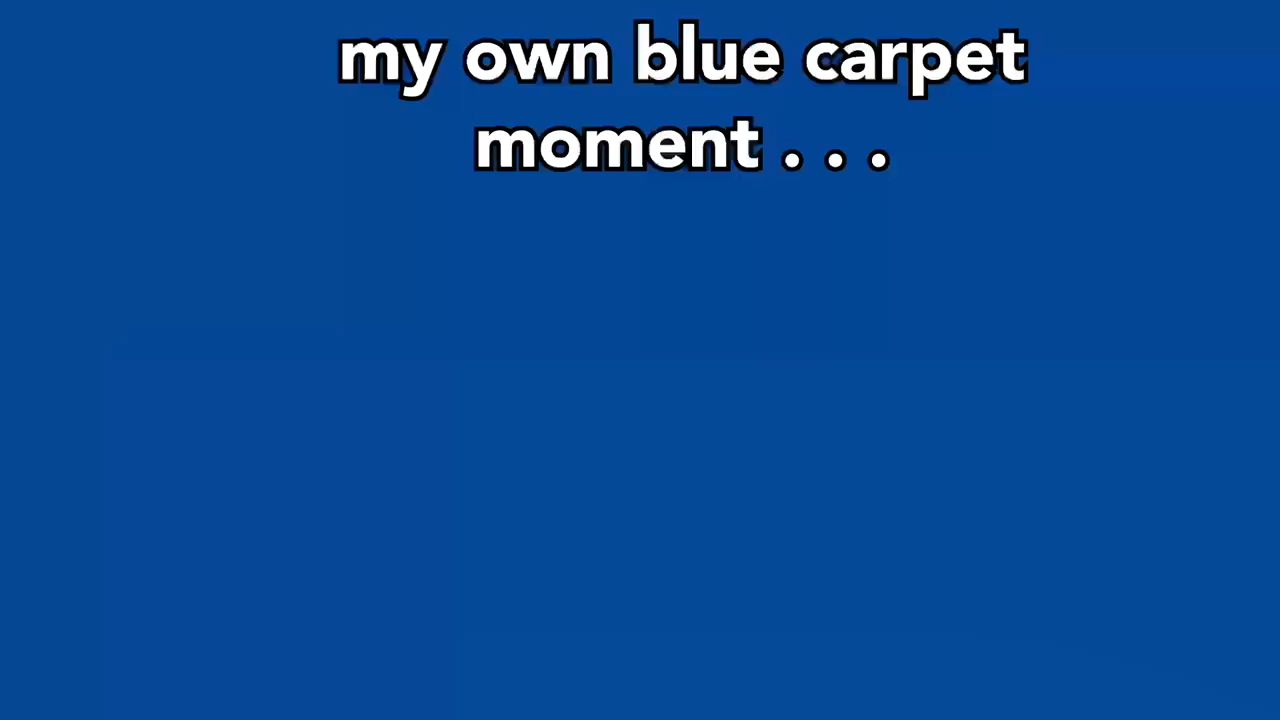 my own blue carpet
moment . . .